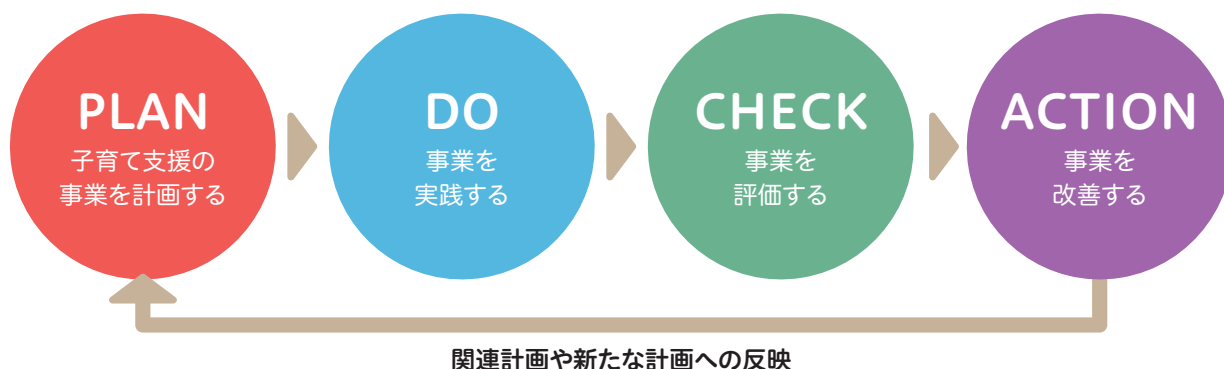 PLAN
子育て支援の
事業を計画する
DO
事業を
実践する
CHECK
事業を
評価する
ACTION
事業を
改善する
関連計画や新たな計画への反映